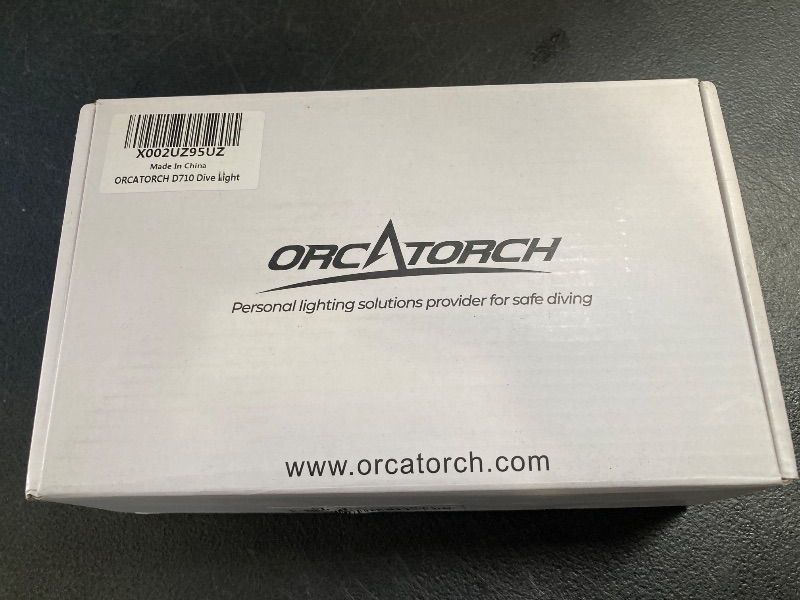 X002UZ95UZ
Made In China
ORCATORCH D710 Dive Light
ORCATORCH
Personal lighting solutions provider for safe diving
www.orcatorch.com